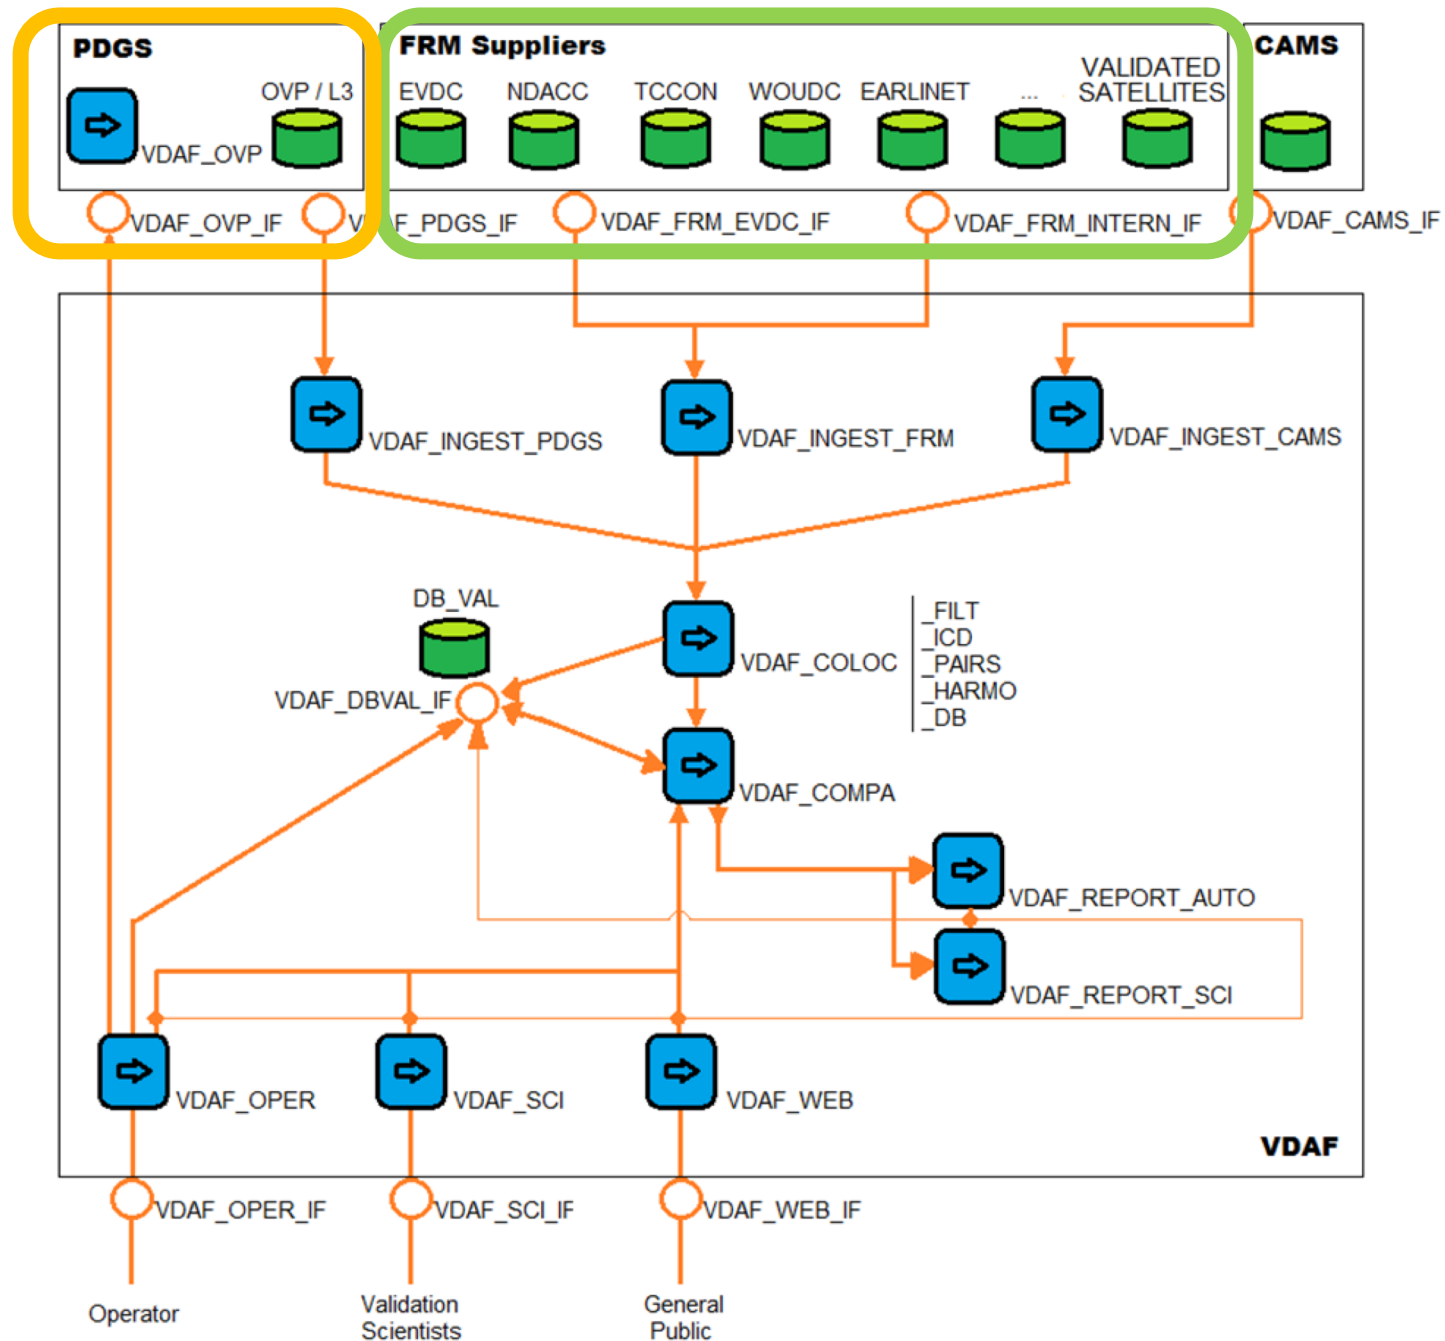 PDGS
FRM Suppliers
CAMS
OVP / L3
EVDC
NDACC
TCCON
WOUDC
EARLINET
...
VALIDATED
SATELLITES
VDAF_OVP
VDAF_OVP_IF
VDAF_PDGS_IF
VDAF_FRM_EVDC_IF
VDAF_FRM_INTERN_IF
VDAF_CAMS_IF
VDAF_INGEST_PDGS
VDAF_INGEST_FRM
VDAF_INGEST_CAMS
DB_VAL
VDAF_DBVAL_IF
VDAF_COLOC
_FILT
_ICD
_PAIRS
_HARMO
_DB
VDAF_COMPA
VDAF_REPORT_AUTO
VDAF_REPORT_SCI
VDAF_OPER
VDAF_SCI
VDAF_WEB
VDAF
VDAF_OPER_IF
VDAF_SCI_IF
VDAF_WEB_IF
Operator
Validation
Scientists
General
Public